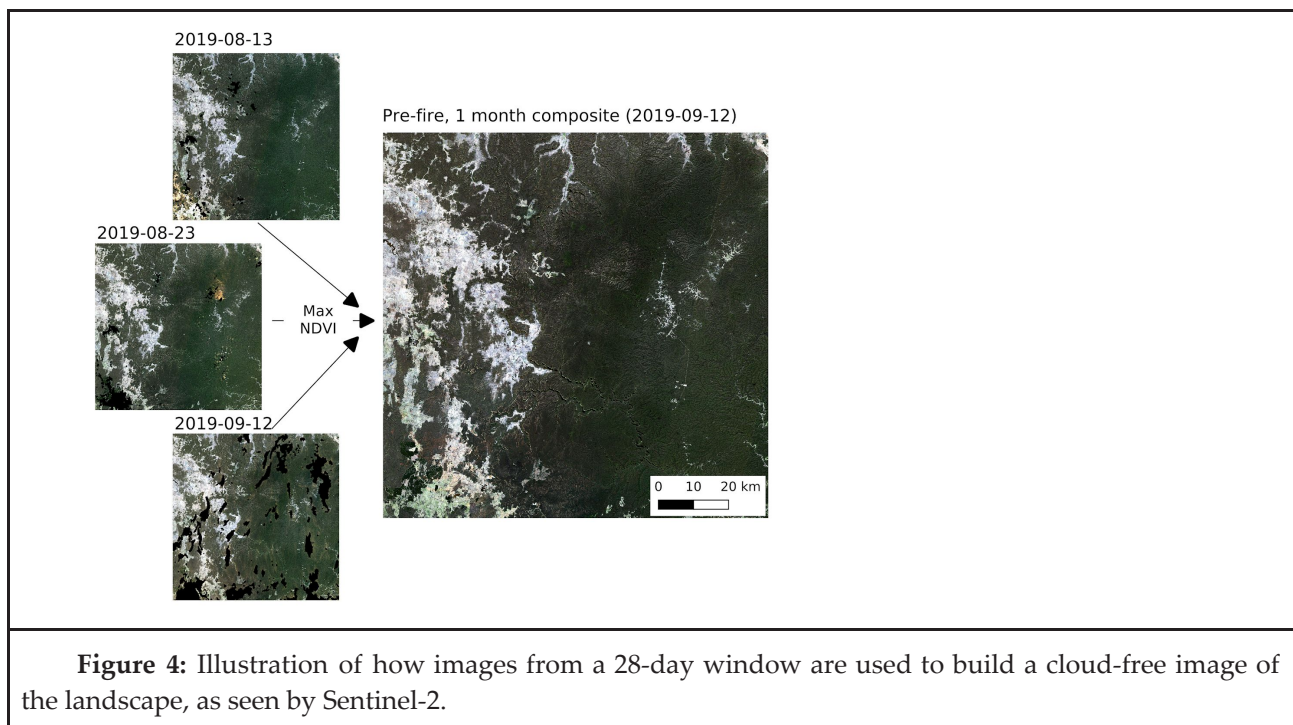 2019-08-13
Pre-fire, 1 month composite (2019-09-12)
2019-08-23
Max
NDVI
2019-09-12
0 10 20 km
Figure 4: Illustration of how images from a 28-day window are used to build a cloud-free image of
the landscape, as seen by Sentinel-2.